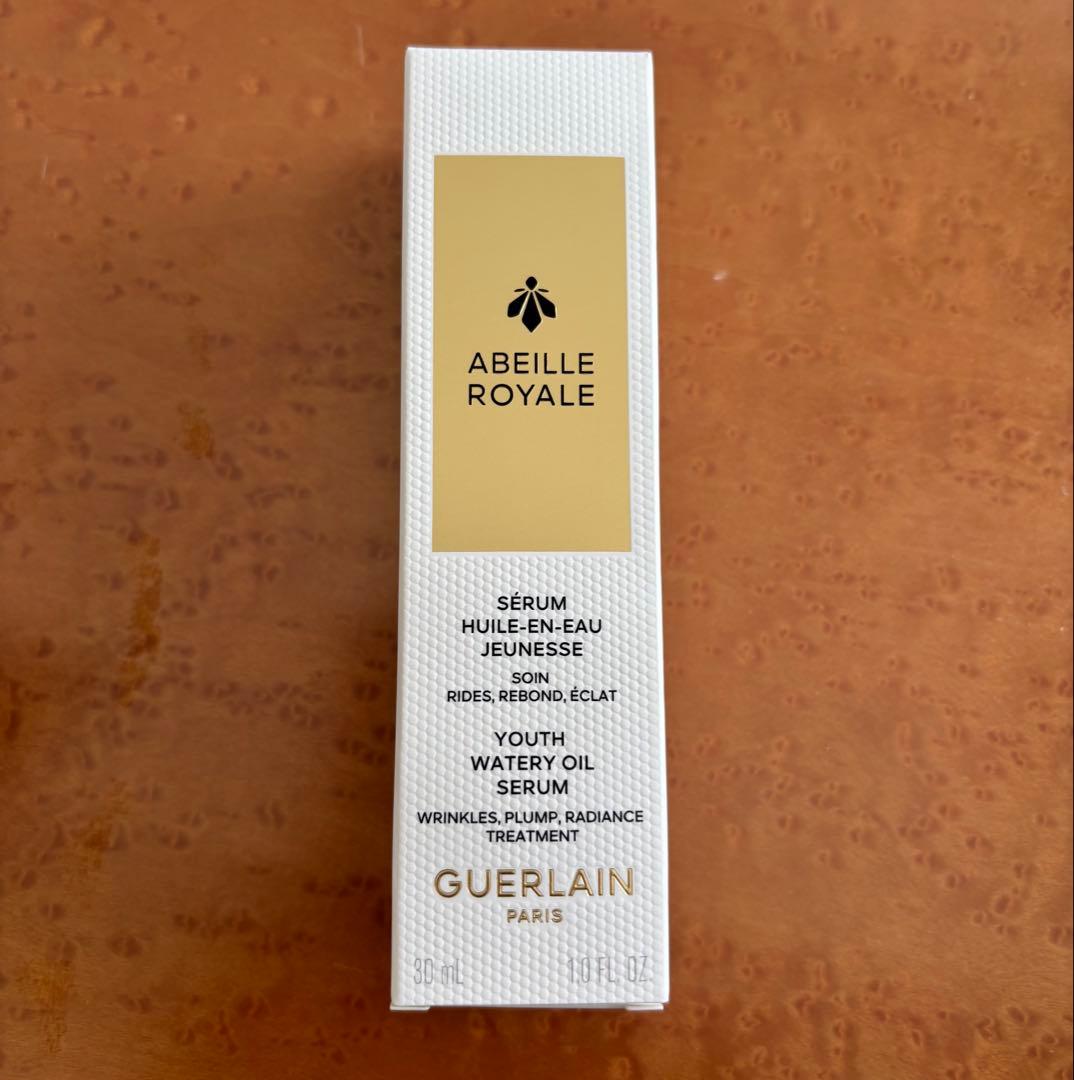 ABEILLE
ROYALE
SÉRUM
HUILE-EN-EAU
JEUNESSE
SOIN
RIDES, REBOND, ÉCLAT
YOUTH
WATERY OIL
SERUM
WRINKLES, PLUMP, RADIANCE
TREATMENT
GUERLAIN
PARIS
30 mL 1.0 FL. OZ.